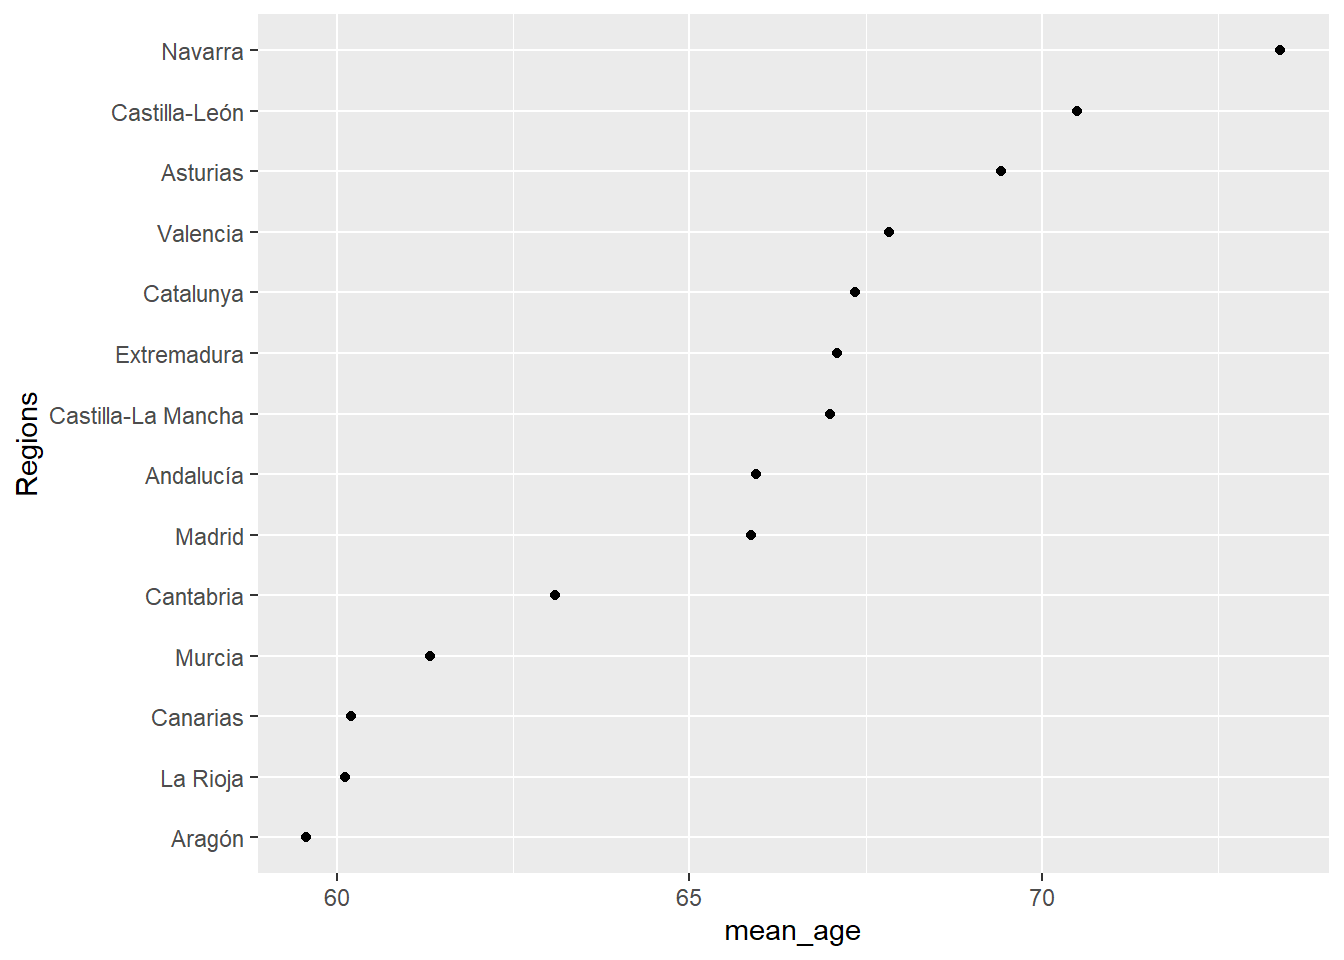 Navarra
Castilla-León
Asturias
Valencia
Catalunya
Extremadura
Castilla-La Mancha
Andalucía
Madrid
Cantabria
Murcia
Canarias
La Rioja
Aragón
Regions
60 65 70
mean_age